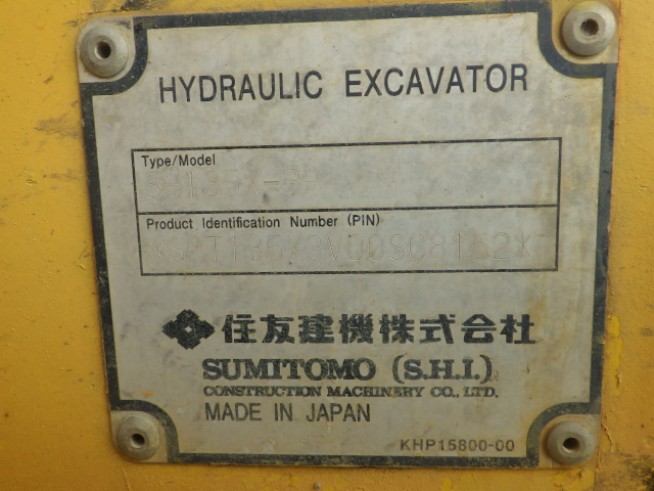 HYDRAULIC EXCAVATOR
Type/Model
Product Identification Number (PIN)
住友建機株式会社
SUMITOMO (S.H.I.)
CONSTRUCTION MACHINERY CO., LTD.
MADE IN JAPAN
KHP15800-00